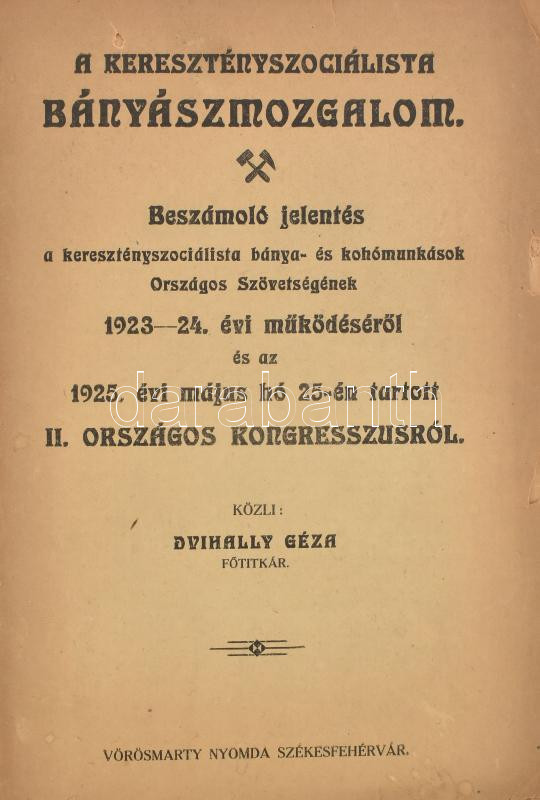 A KERESZTÉNYSZOCIÁLISTA
BÁNYÁSZMOZGALOM.
Beszámoló jelentés
a keresztényszociálista bánya- és kohómunkások
Országos Szövetségének
1923—24. évi működéséről
és az
1925. évi május hó 25-én tartott
darabanth
II. ORSZÁGOS KONGRESSZUSRÓL.
KÖZLI:
DVIHALLY GÉZA
FŐTITKÁR.
VÖRÖSMARTY NYOMDA SZÉKESFEHÉRVÁR.